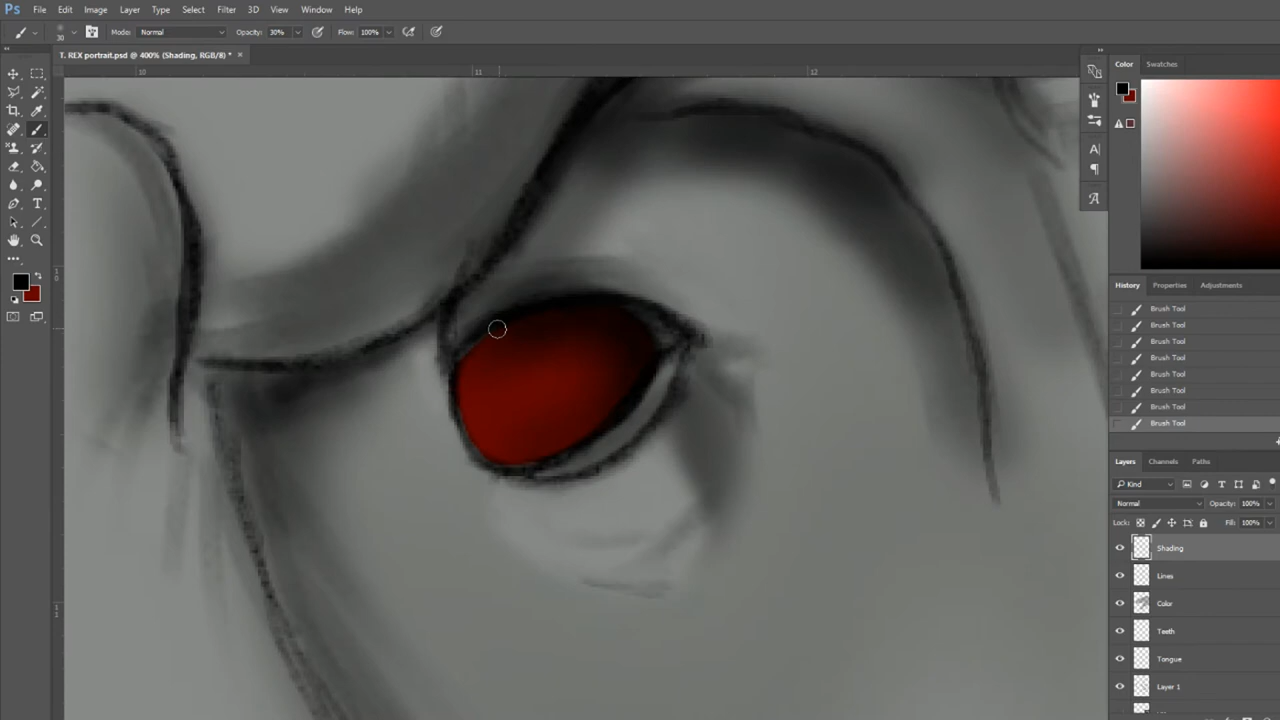 Ps File Edit Image Layer Type Select Filter 3D View Window Help
30 Mode: Normal Opacity: 30% Flow: 100%
T. REX portrait.psd @ 400% (Shading, RGB/8) * ×
10 11 12
Color Swatches
History Properties Adjustments
Brush Tool
Brush Tool
Brush Tool
Brush Tool
Brush Tool
Brush Tool
Brush Tool
Brush Tool
Layers Channels Paths
Kind
Normal Opacity: 100%
Lock: Fill: 100%
Shading
Lines
Color
Teeth
Tongue
Layer 1